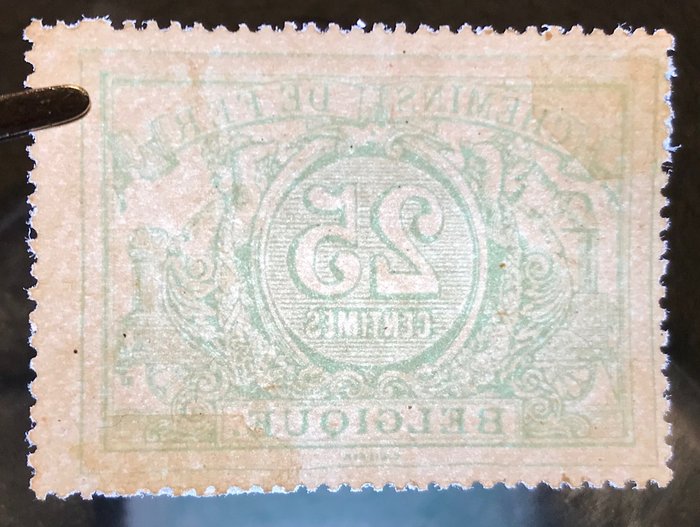 CHEMINS DE FER
25
CENTIMES
BELGIQUE